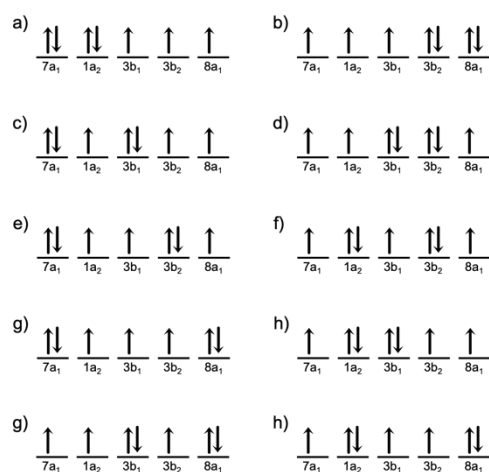 a) b)
7a₁ 1a₂ 3b₁ 3b₂ 8a₁ 7a₁ 1a₂ 3b₁ 3b₂ 8a₁
c) d)
7a₁ 1a₂ 3b₁ 3b₂ 8a₁ 7a₁ 1a₂ 3b₁ 3b₂ 8a₁
e) f)
7a₁ 1a₂ 3b₁ 3b₂ 8a₁ 7a₁ 1a₂ 3b₁ 3b₂ 8a₁
g) h)
7a₁ 1a₂ 3b₁ 3b₂ 8a₁ 7a₁ 1a₂ 3b₁ 3b₂ 8a₁
g) h)
7a₁ 1a₂ 3b₁ 3b₂ 8a₁ 7a₁ 1a₂ 3b₁ 3b₂ 8a₁